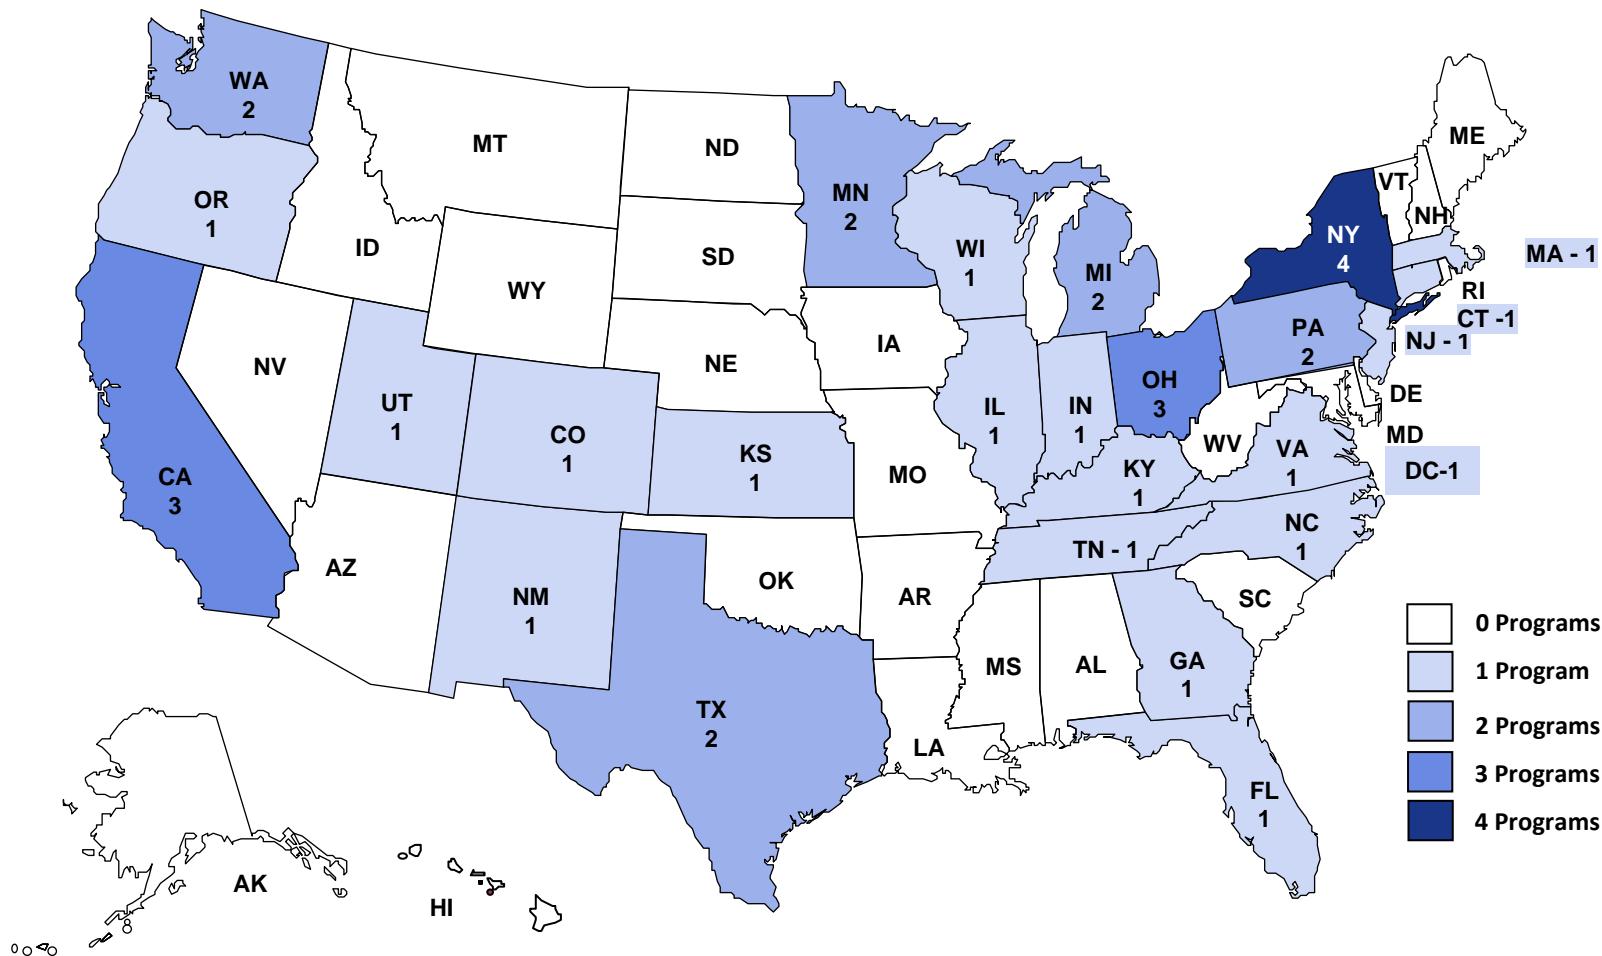 WA
2
OR
1
CA
3
ID
NV
MT
WY
UT
1
CO
1
AZ
NM
1
ND
SD
NE
KS
1
OK
TX
2
MN
2
IA
MO
AR
LA
WI
1
IL
1
MI
2
IN
1
OH
3
KY
1
TN - 1
MS
AL
GA
1
FL
1
SC
NC
1
VA
1
WV
PA
2
NY
4
VT
NH
ME
MA - 1
RI
CT -1
NJ - 1
DE
MD
DC-1
AK
HI
0 Programs
1 Program
2 Programs
3 Programs
4 Programs